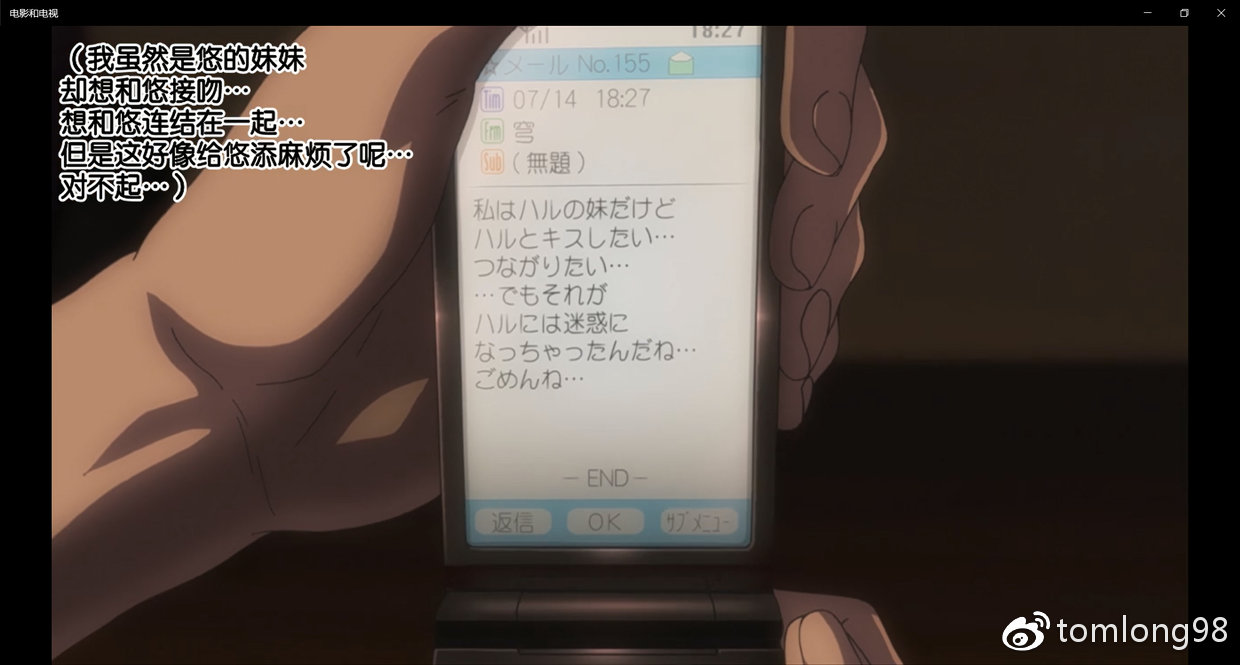 电影和电视
（我虽然是悠的妹妹
却想和悠接吻…
想和悠连结在一起…
但是这好像给悠添麻烦了呢…
对不起…）
18:27
メール No.155
Tim 07/14 18:27
Frm 穹
Sub (無題)
私はハルの妹だけど
ハルとキスしたい…
つながりたい…
…でもそれが
ハルには迷惑に
なっちゃったんだね…
ごめんね…
－END－
返信 OK ｻﾌﾞﾒﾆｭｰ
tomlong98